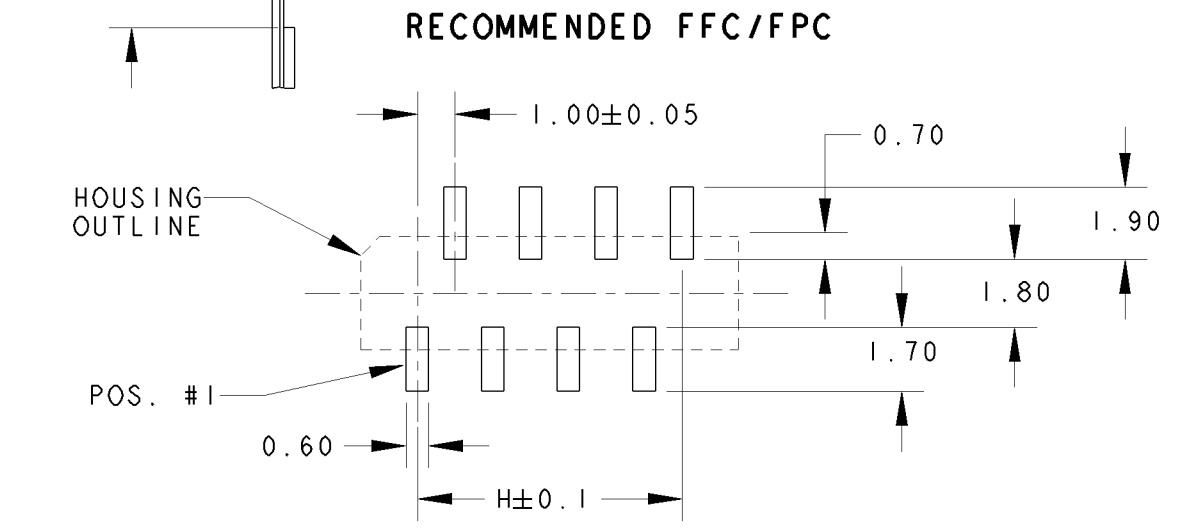 RECOMMENDED FFC/FPC
1.00±0.05
0.70
HOUSING
OUTLINE
1.90
1.80
1.70
POS. #1
0.60
H±0.1